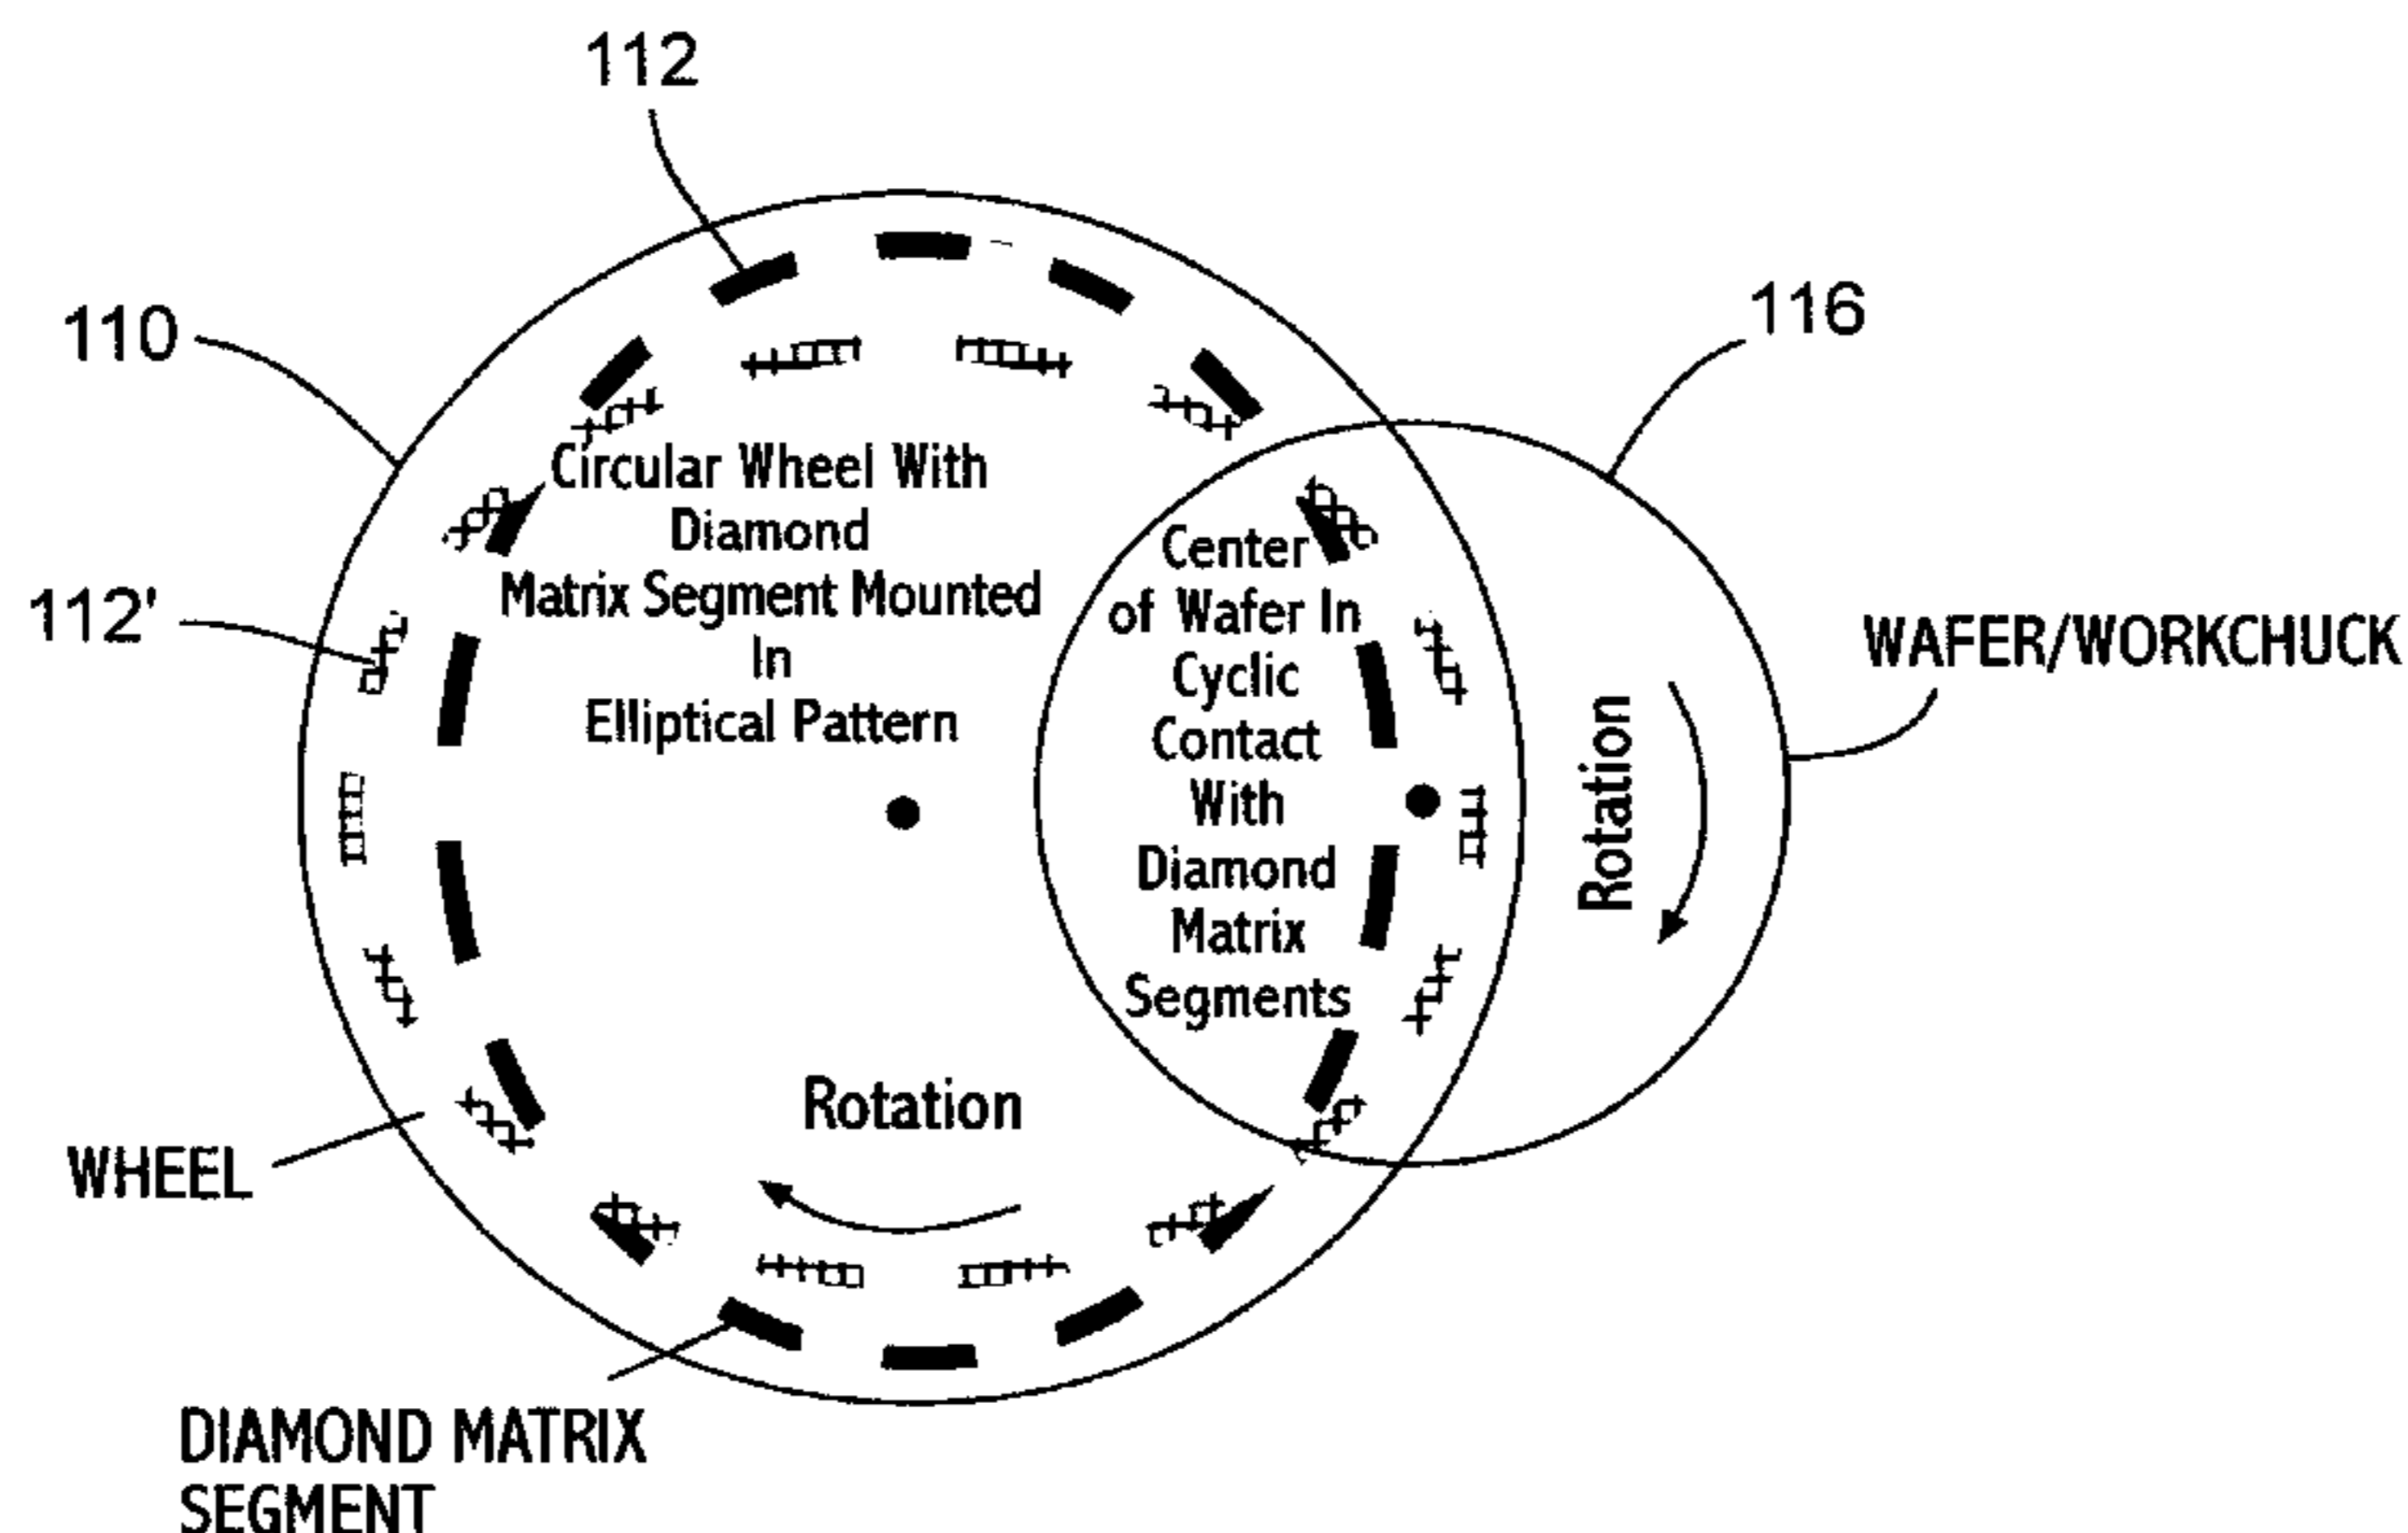 112
110
116
Circular Wheel With
Diamond
Matrix Segment Mounted
In
Elliptical Pattern
Center
of Wafer In
Cyclic
Contact
With
Diamond
Matrix
Segments
112'
WAFER/WORKCHUCK
Rotation
Rotation
WHEEL
DIAMOND MATRIX
SEGMENT